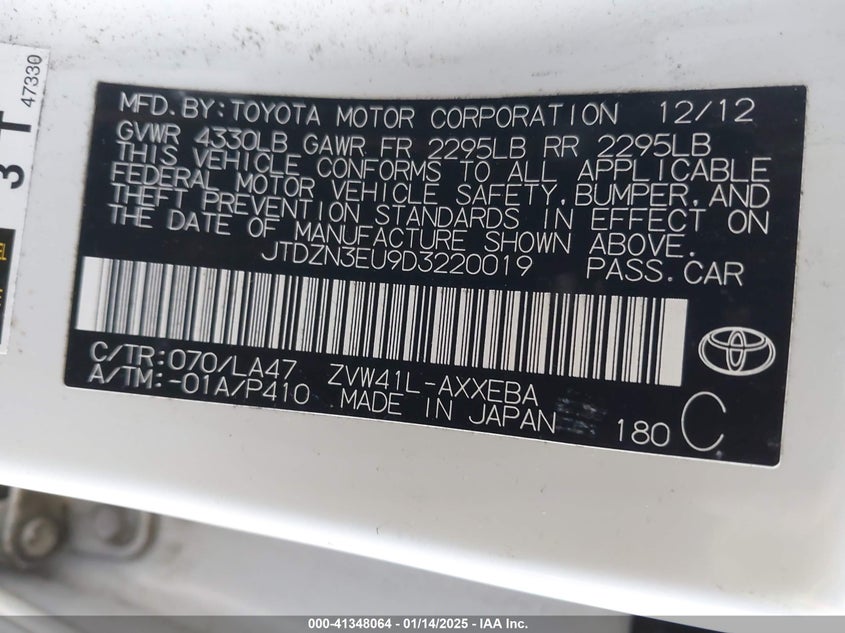 MFD.BY:TOYOTA MOTOR CORPORATION 12/12
GVWR 4330LB GAWR FR 2295LB RR 2295LB
THIS VEHICLE CONFORMS TO ALL APPLICABLE
FEDERAL MOTOR VEHICLE SAFETY,BUMPER,AND
THEFT PREVENTION STANDARDS IN EFFECT ON
THE DATE OF MANUFACTURE SHOWN ABOVE.
JTDZN3EU9D3220019 PASS.CAR
C/TR:070/LA47 ZVW41L-AXXEBA
A/TM:-01A/P410 MADE IN JAPAN 180 C
3T
47330
000-41348064 - 01/14/2025 - IAA Inc.